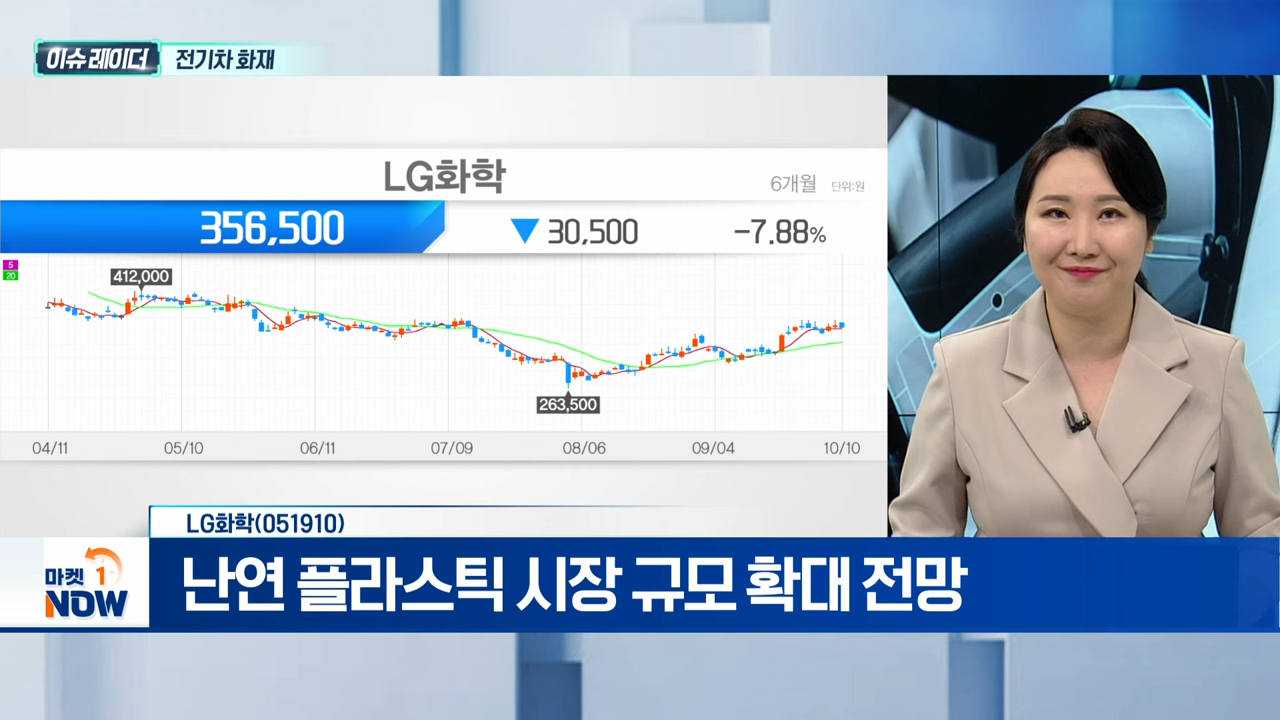 이슈 레이더 전기차 화재
LG화학
6개월 단위:원
356,500 ▼ 30,500 -7.88%
5
20
412,000
263,500
04/11 05/10 06/11 07/09 08/06 09/04 10/10
LG화학(051910)
마켓 1
NOW
난연 플라스틱 시장 규모 확대 전망